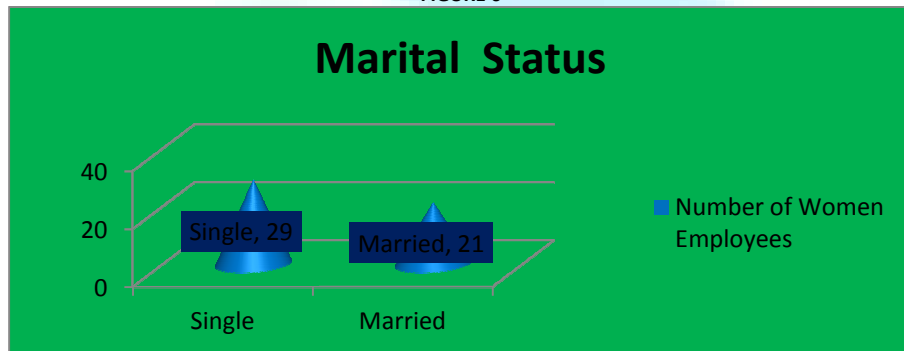 Marital Status
40
20
0
Single, 29
Married, 21
Single
Married
Number of Women
Employees